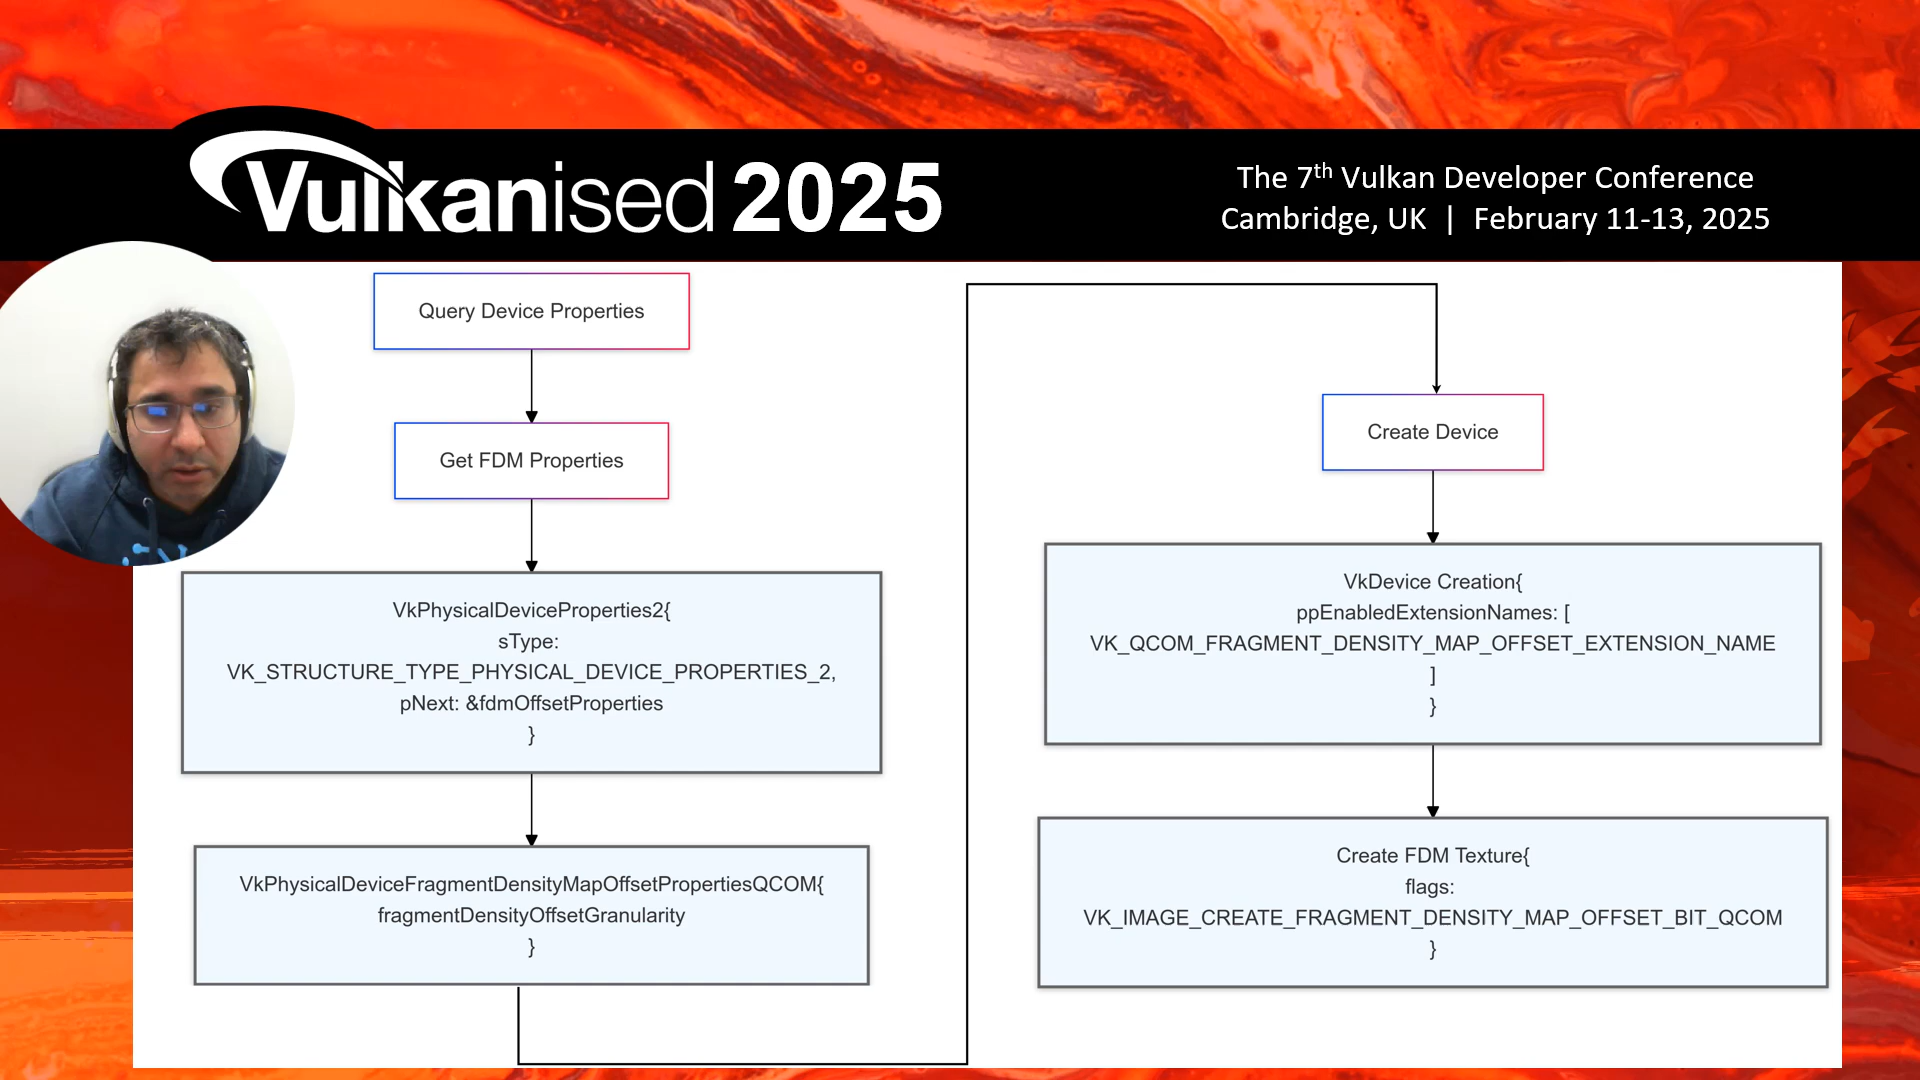 Vulkanised 2025
The 7th Vulkan Developer Conference
Cambridge, UK | February 11-13, 2025
Query Device Properties
Get FDM Properties
VkPhysicalDeviceProperties2{
sType:
VK_STRUCTURE_TYPE_PHYSICAL_DEVICE_PROPERTIES_2,
pNext: &fdmOffsetProperties
}
VkPhysicalDeviceFragmentDensityMapOffsetPropertiesQCOM{
fragmentDensityOffsetGranularity
}
Create Device
VkDevice Creation{
ppEnabledExtensionNames: [
VK_QCOM_FRAGMENT_DENSITY_MAP_OFFSET_EXTENSION_NAME
]
}
Create FDM Texture{
flags:
VK_IMAGE_CREATE_FRAGMENT_DENSITY_MAP_OFFSET_BIT_QCOM
}